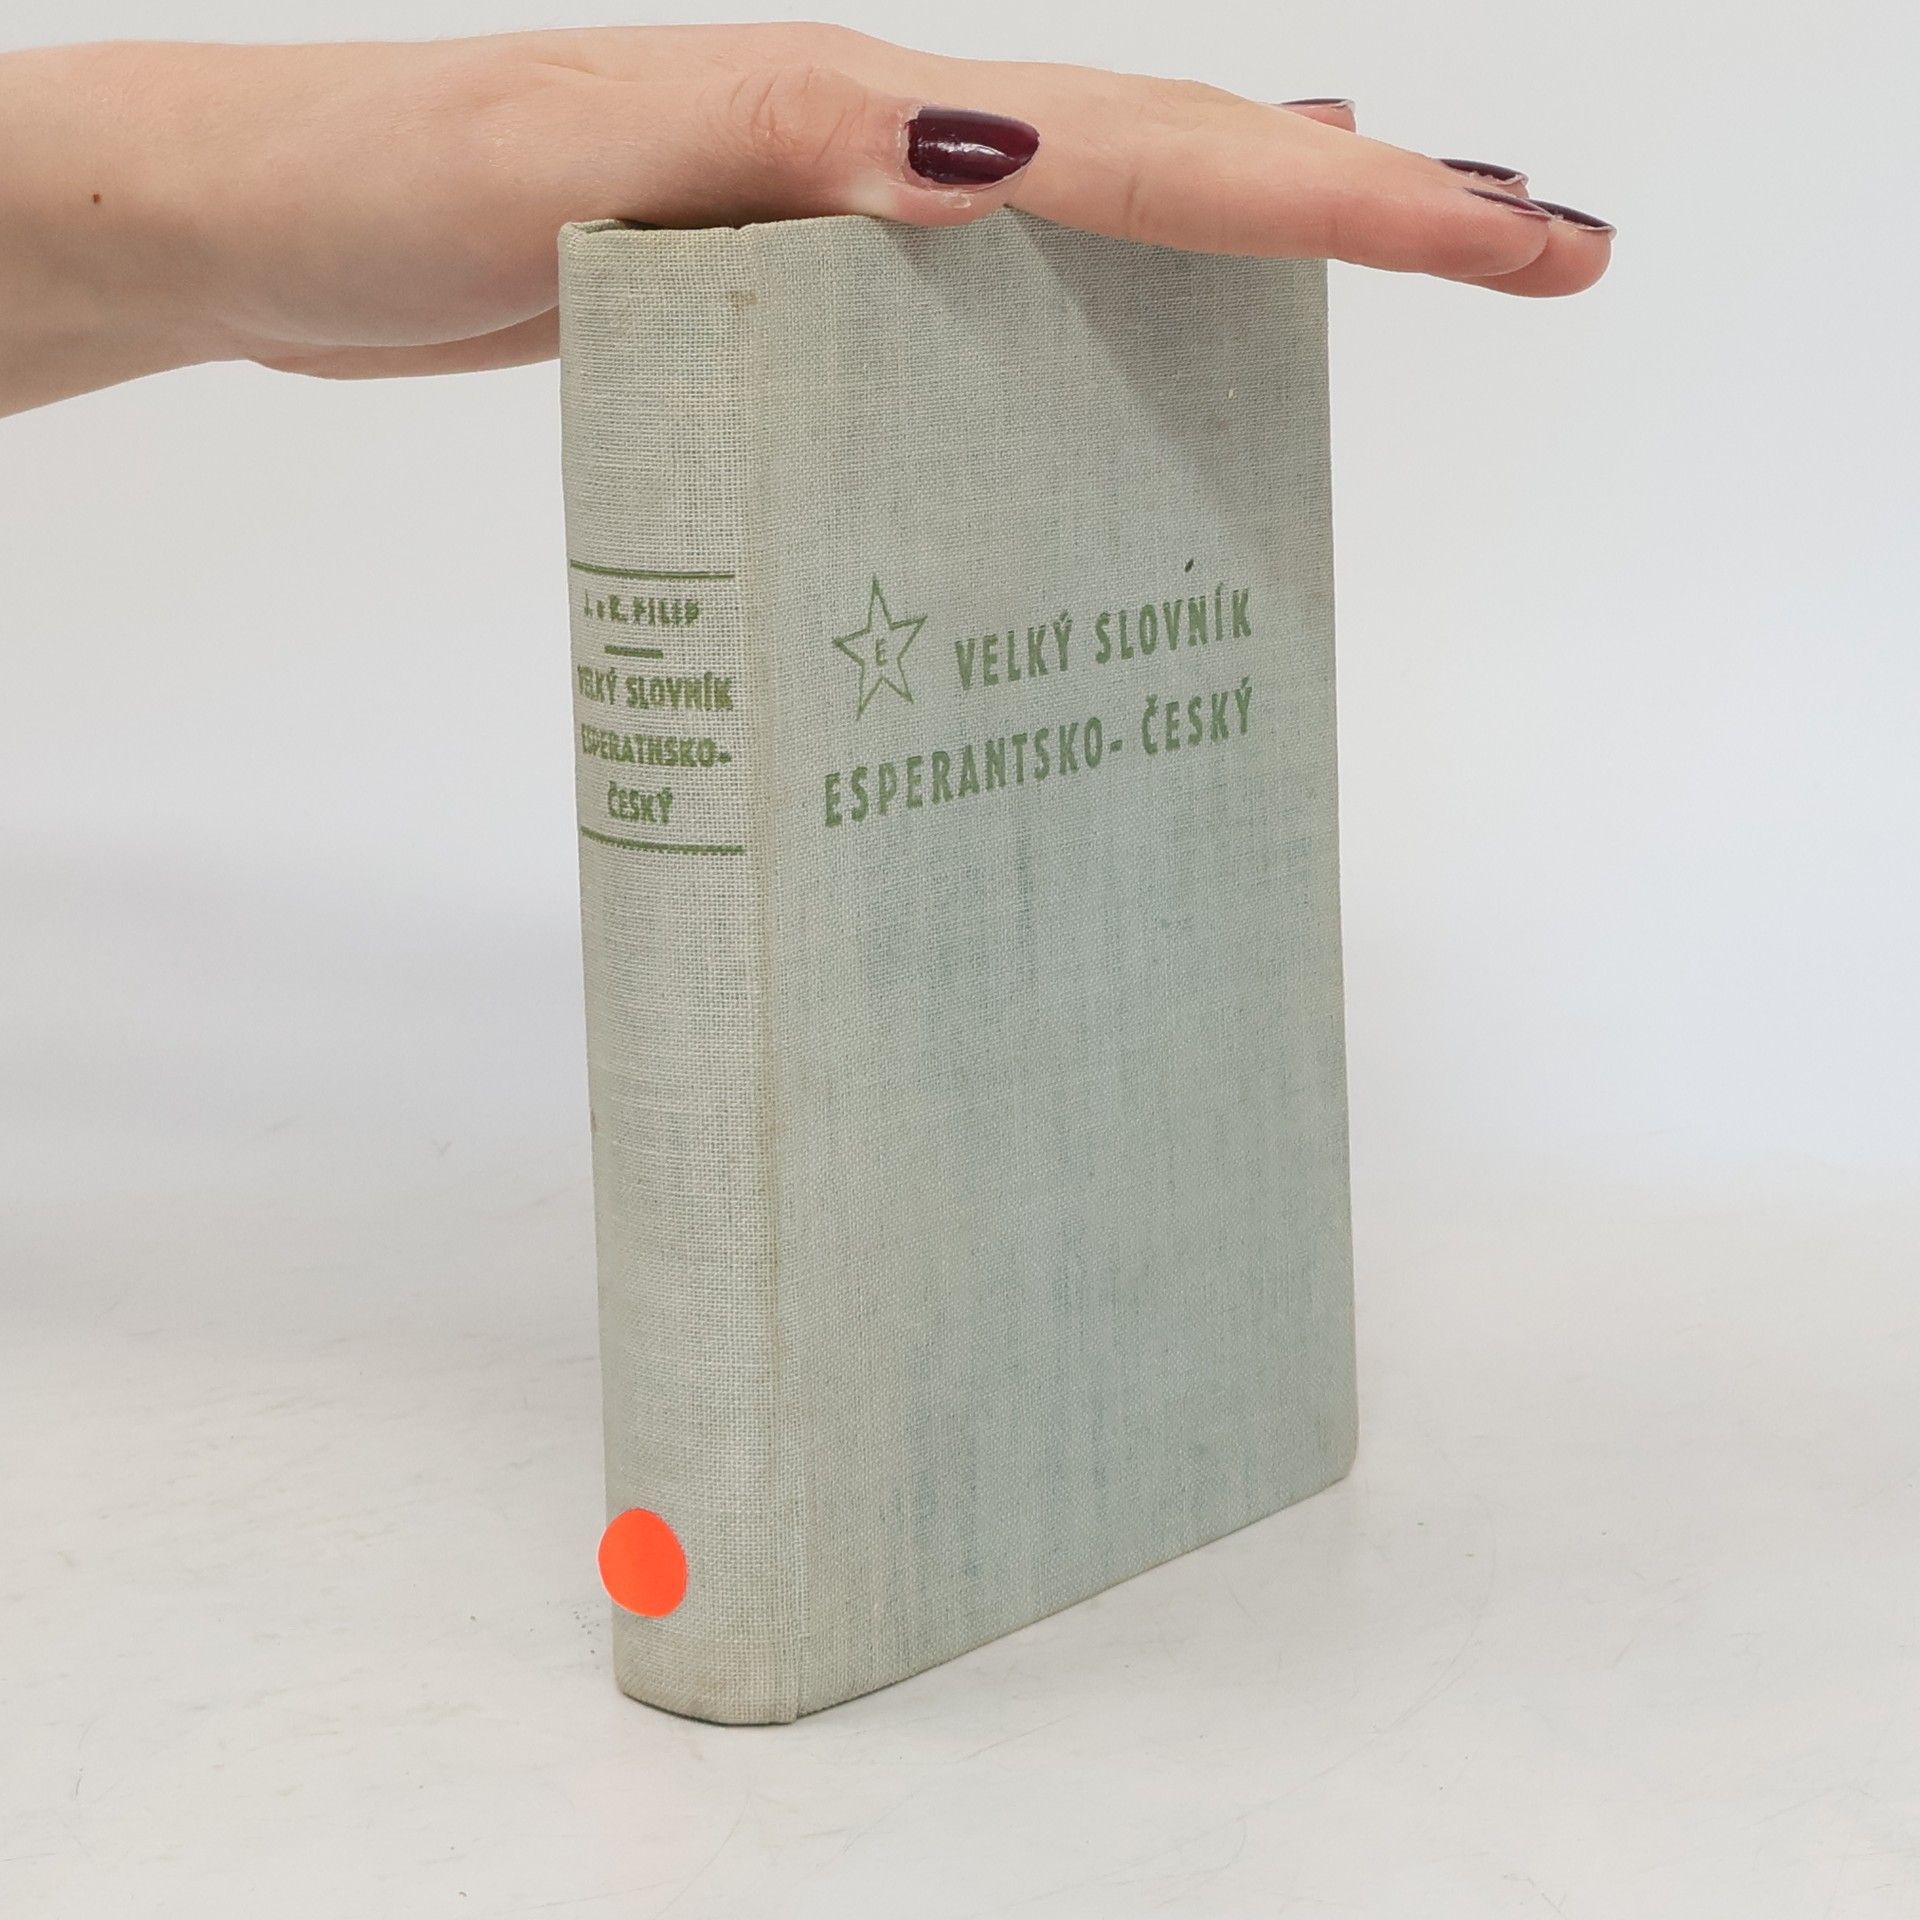 J. a K. FILIP
VELKÝ SLOVNÍK
ESPERATNSKO-
ČESKÝ
E
VELKÝ SLOVNÍK
ESPERANTSKO-ČESKÝ